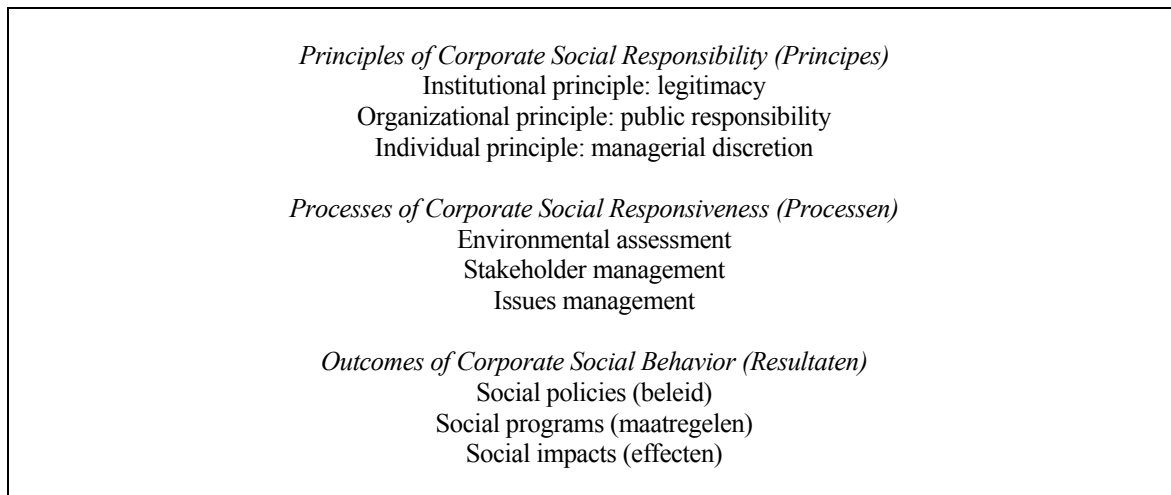 Principles of Corporate Social Responsibility (Principes)
Institutional principle: legitimacy
Organizational principle: public responsibility
Individual principle: managerial discretion
Processes of Corporate Social Responsiveness (Processen)
Environmental assessment
Stakeholder management
Issues management
Outcomes of Corporate Social Behavior (Resultaten)
Social policies (beleid)
Social programs (maatregelen)
Social impacts (effecten)